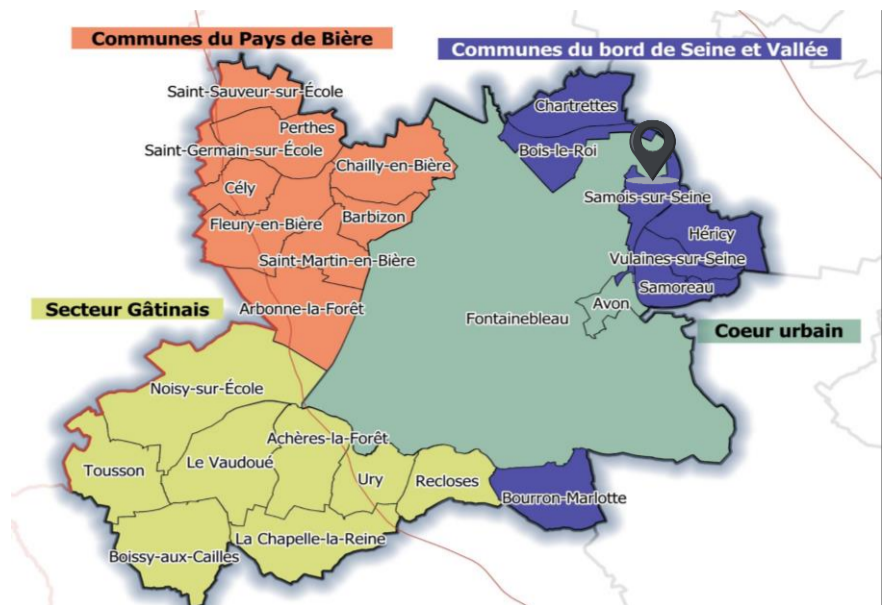 Communes du Pays de Bière
Communes du bord de Seine et Vallée
Saint-Sauveur-sur-École
Chartrettes
Perthes
Saint-Germain-sur-École
Bois-le-Roi
Chailly-en-Bière
Cély
Samois-sur-Seine
Barbizon
Fleury-en-Bière
Héricy
Saint-Martin-en-Bière
Vulaines-sur-Seine
Samoreau
Secteur Gâtinais
Arbonne-la-Forêt
Avon
Fontainebleau
Coeur urbain
Noisy-sur-École
Achères-la-Forêt
Tousson
Le Vaudoué
Ury
Recloses
Bourron-Marlotte
La Chapelle-la-Reine
Boissy-aux-Cailles